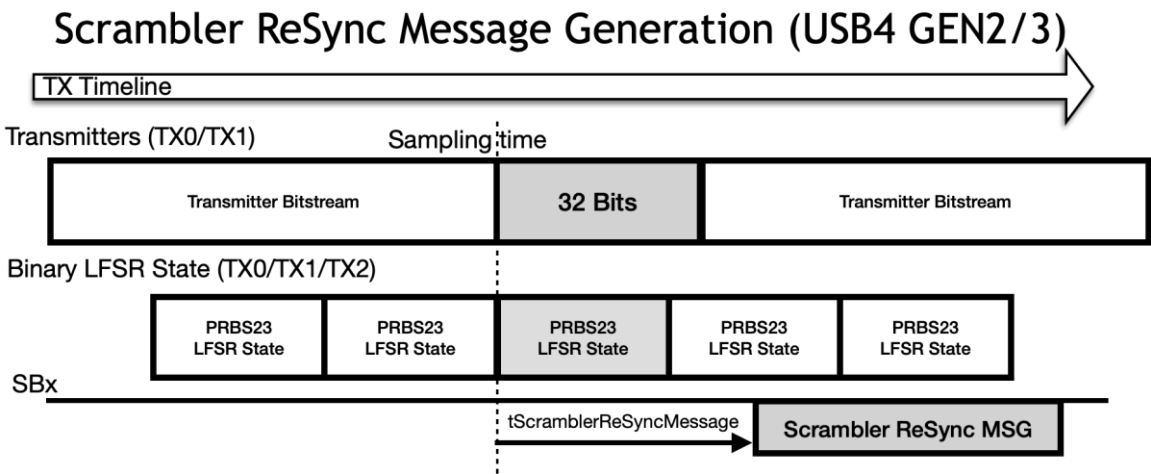 Scrambler ReSync Message Generation (USB4 GEN2/3)
TX Timeline
Transmitters (TX0/TX1)
Sampling time
Transmitter Bitstream
32 Bits
Transmitter Bitstream
Binary LFSR State (TX0/TX1/TX2)
PRBS23
LFSR State
PRBS23
LFSR State
PRBS23
LFSR State
PRBS23
LFSR State
PRBS23
LFSR State
SBx
tScramblerReSyncMessage
Scrambler ReSync MSG